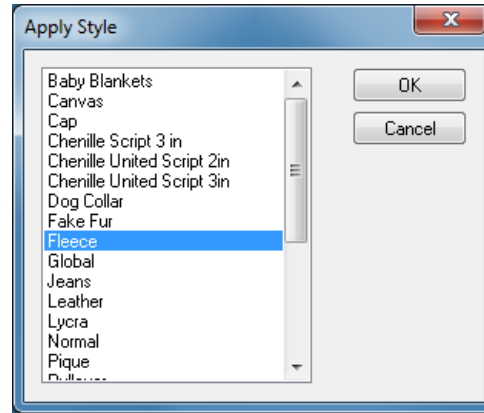 Apply Style
Baby Blankets
Canvas
Cap
Chenille Script 3 in
Chenille United Script 2in
Chenille United Script 3in
Dog Collar
Fake Fur
Fleece
Global
Jeans
Leather
Lycra
Normal
Pique
OK
Cancel